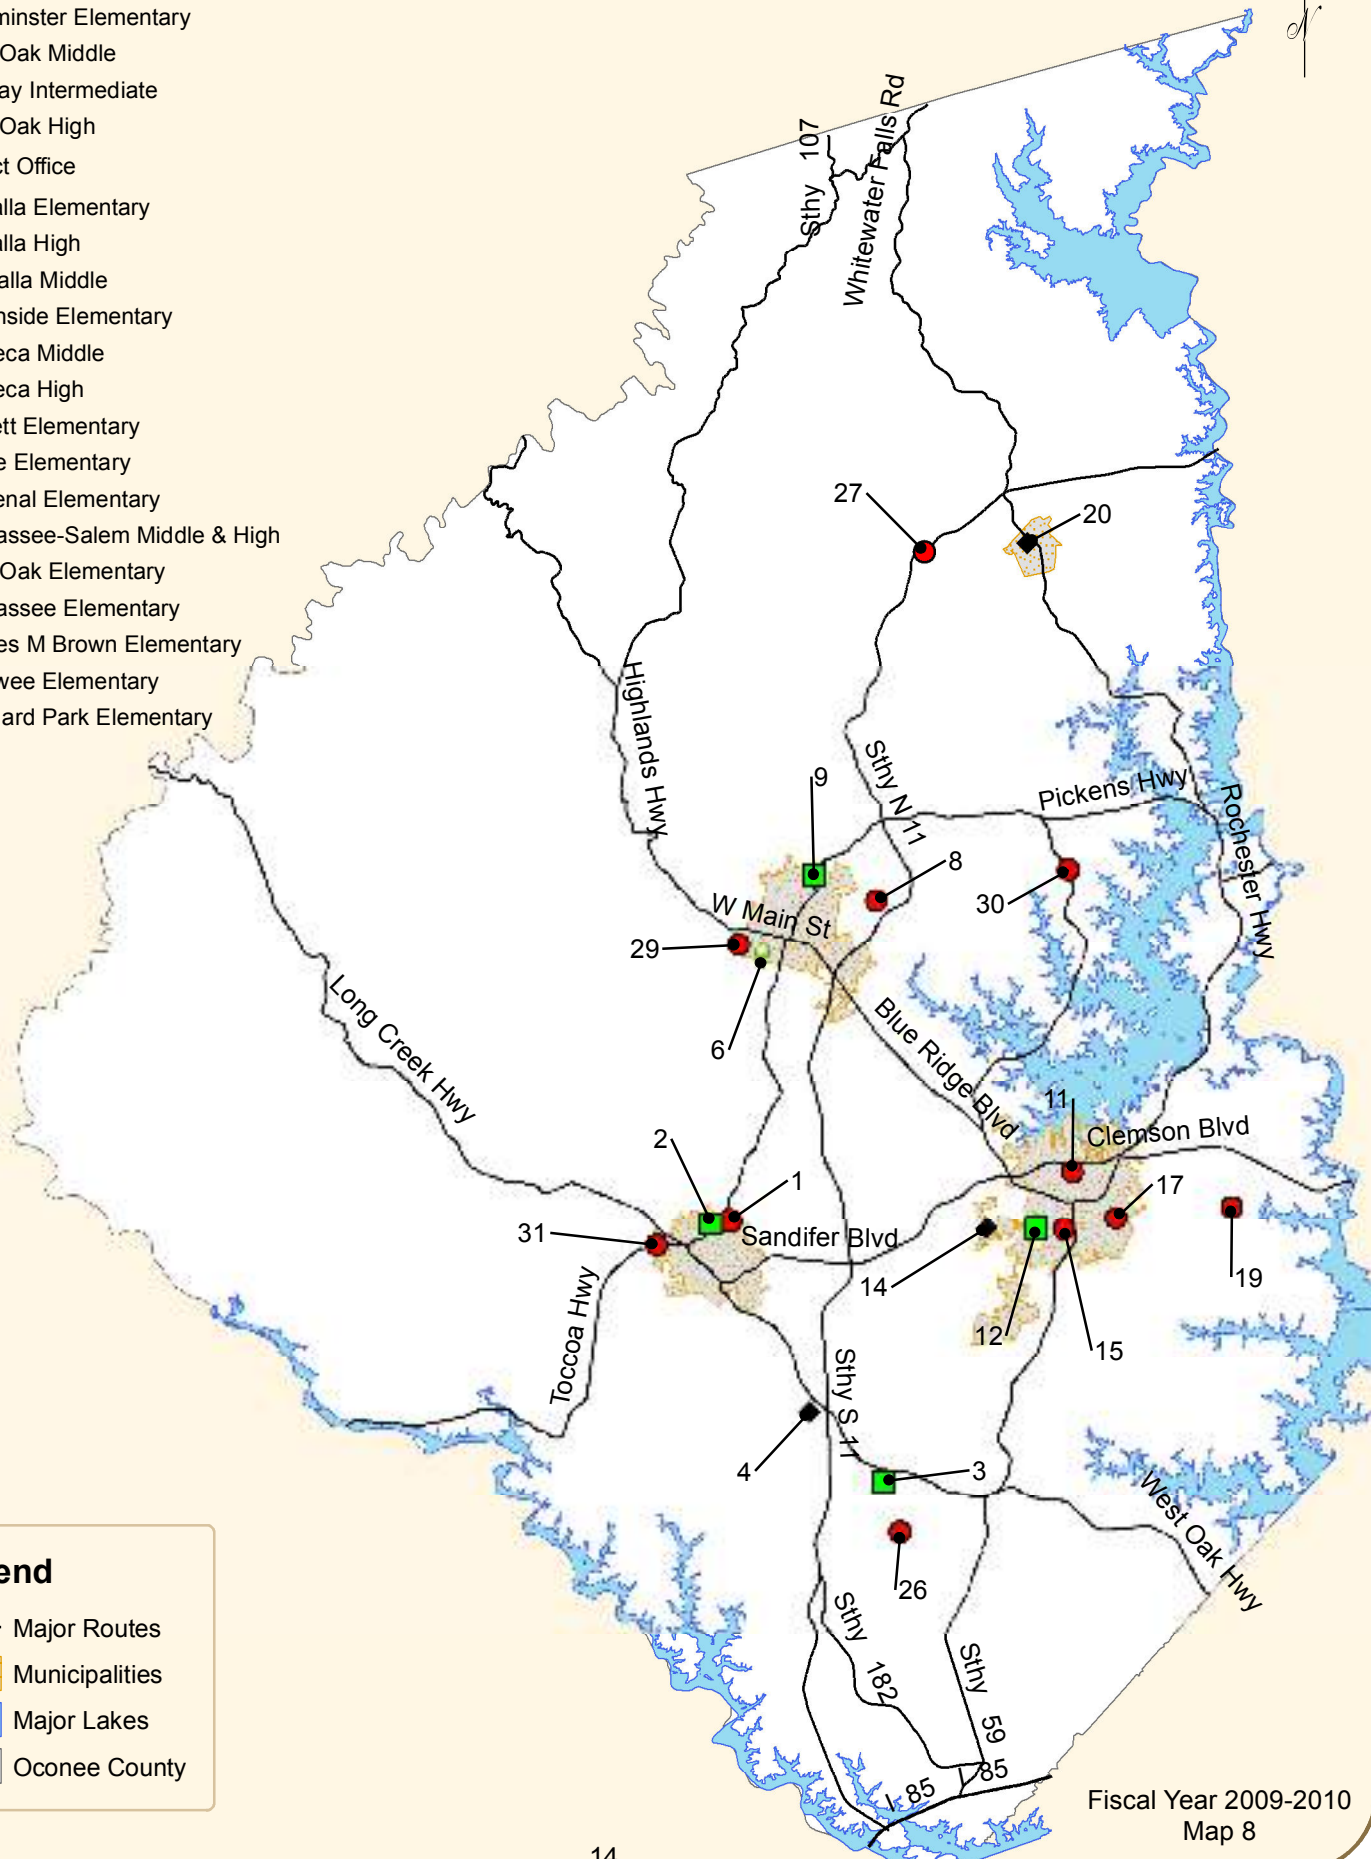 minster Elementary
Oak Middle
ay Intermediate
Oak High
ct Office
alla Elementary
alla High
alla Middle
nside Elementary
eca Middle
eca High
ett Elementary
e Elementary
enal Elementary
assee-Salem Middle & High
Oak Elementary
assee Elementary
es M Brown Elementary
wee Elementary
ard Park Elementary
N
Sthy 107
Whitewater Falls Rd
27
20
Highlands Hwy
Sthy N 11
9
Pickens Hwy
Rochester Hwy
8
30
W Main St
29
6
Long Creek Hwy
Blue Ridge Blvd
11
Clemson Blvd
2
1
17
31
Sandifer Blvd
14
19
12
15
Toccoa Hwy
Sthy S 11
4
3
West Oak Hwy
26
Sthy 182
Sthy 59
I 85
I 85
end
Major Routes
Municipalities
Major Lakes
Oconee County
Fiscal Year 2009-2010
Map 8
14